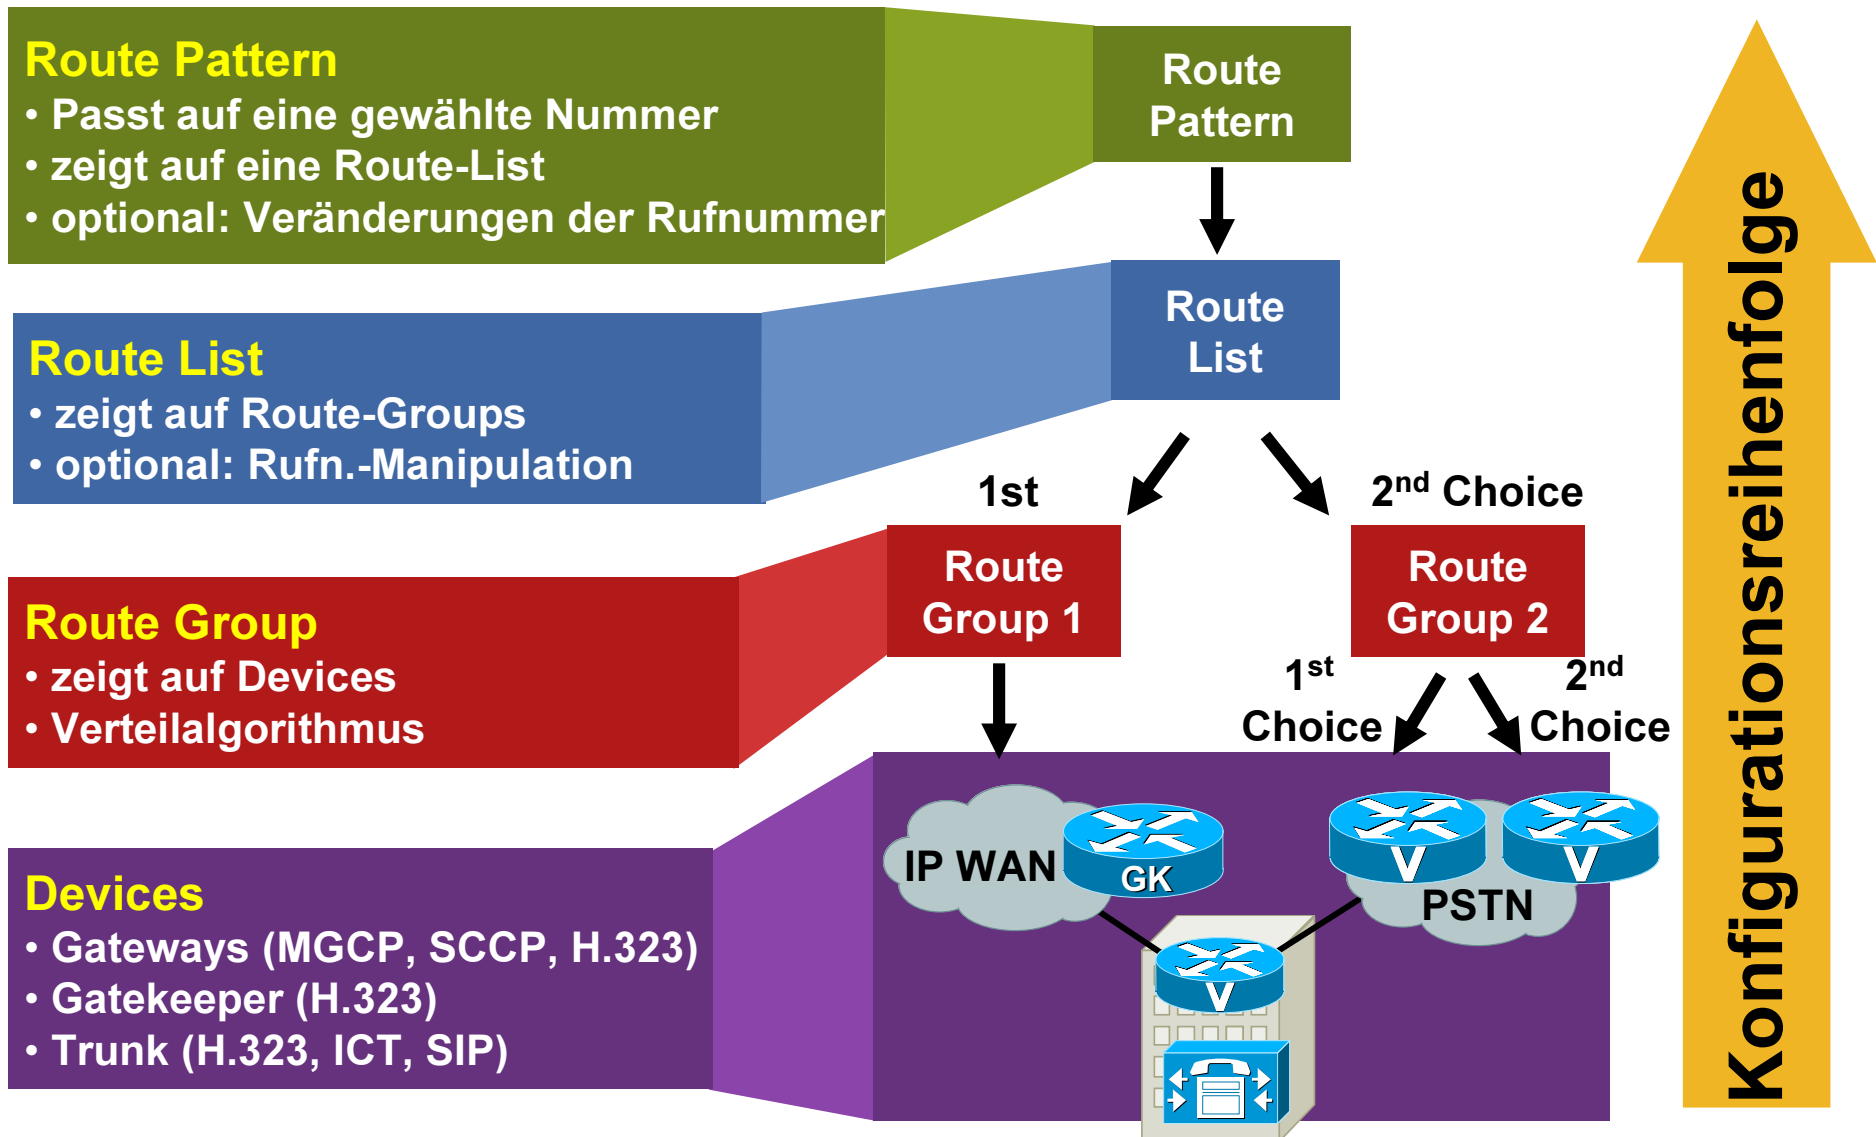 Route Pattern
• Passt auf eine gewählte Nummer
• zeigt auf eine Route-List
• optional: Veränderungen der Rufnummer
Route
Pattern
Route List
• zeigt auf Route-Groups
• optional: Rufn.-Manipulation
Route
List
1st
2nd Choice
Route Group
• zeigt auf Devices
• Verteilalgorithmus
Route
Group 1
Route
Group 2
1st
Choice
2nd
Choice
Devices
• Gateways (MGCP, SCCP, H.323)
• Gatekeeper (H.323)
• Trunk (H.323, ICT, SIP)
IP WAN
GK
V
V
PSTN
V
Konfigurationsreihenfolge